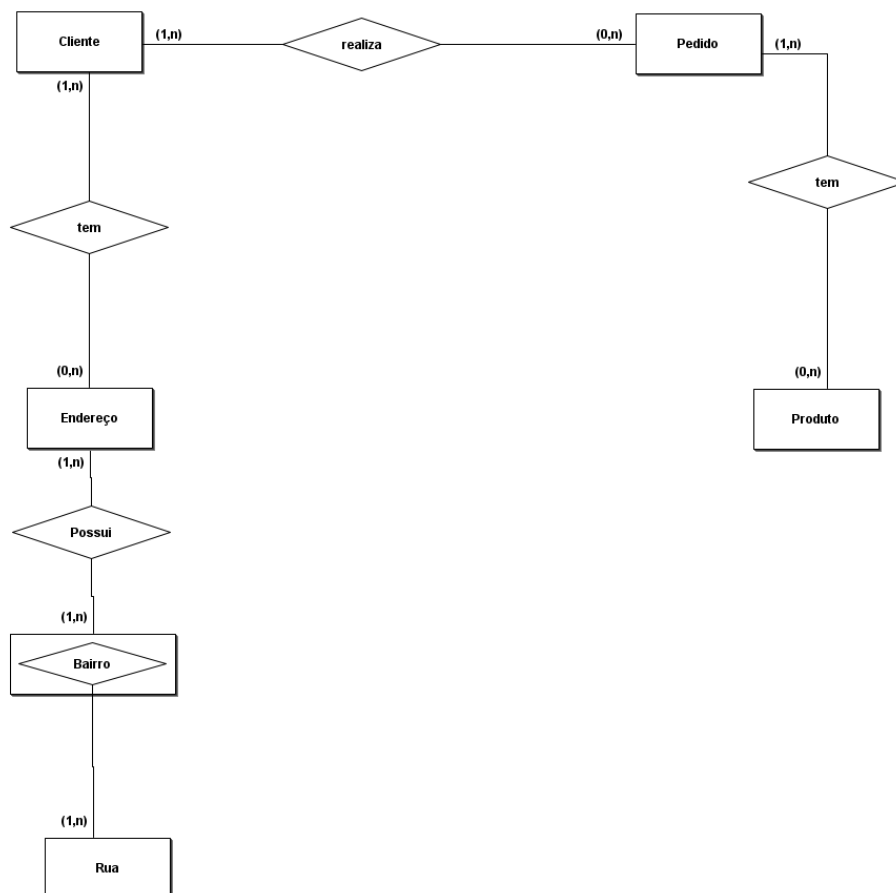 Cliente
(1,n)
realiza
(0,n)
Pedido
(1,n)
(1,n)
tem
tem
(0,n)
Endereço
(0,n)
Produto
(1,n)
Possui
(1,n)
Bairro
(1,n)
Rua